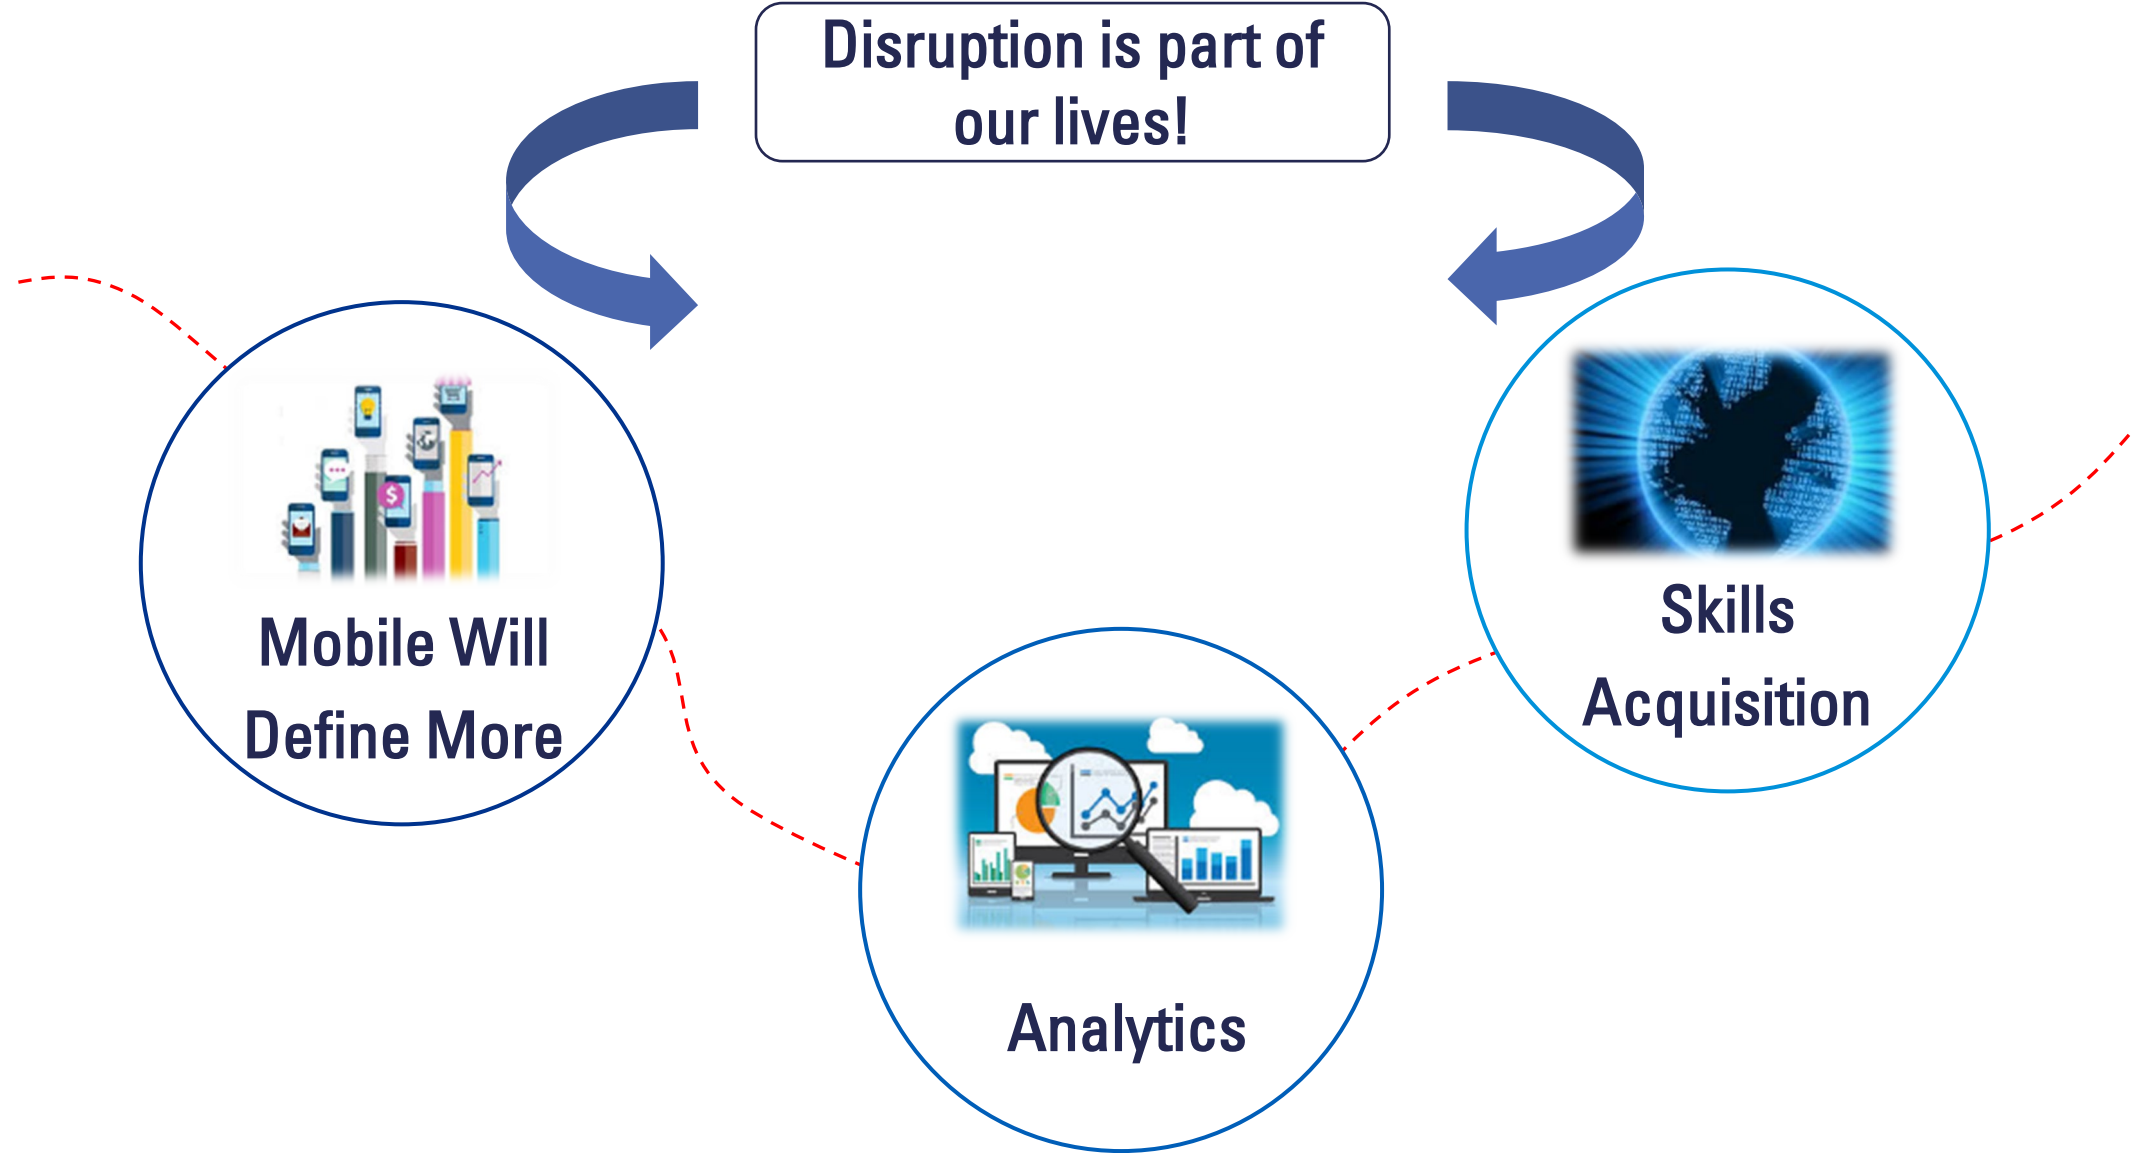 Disruption is part of
our lives!
Mobile Will
Define More
$
Analytics
Skills
Acquisition